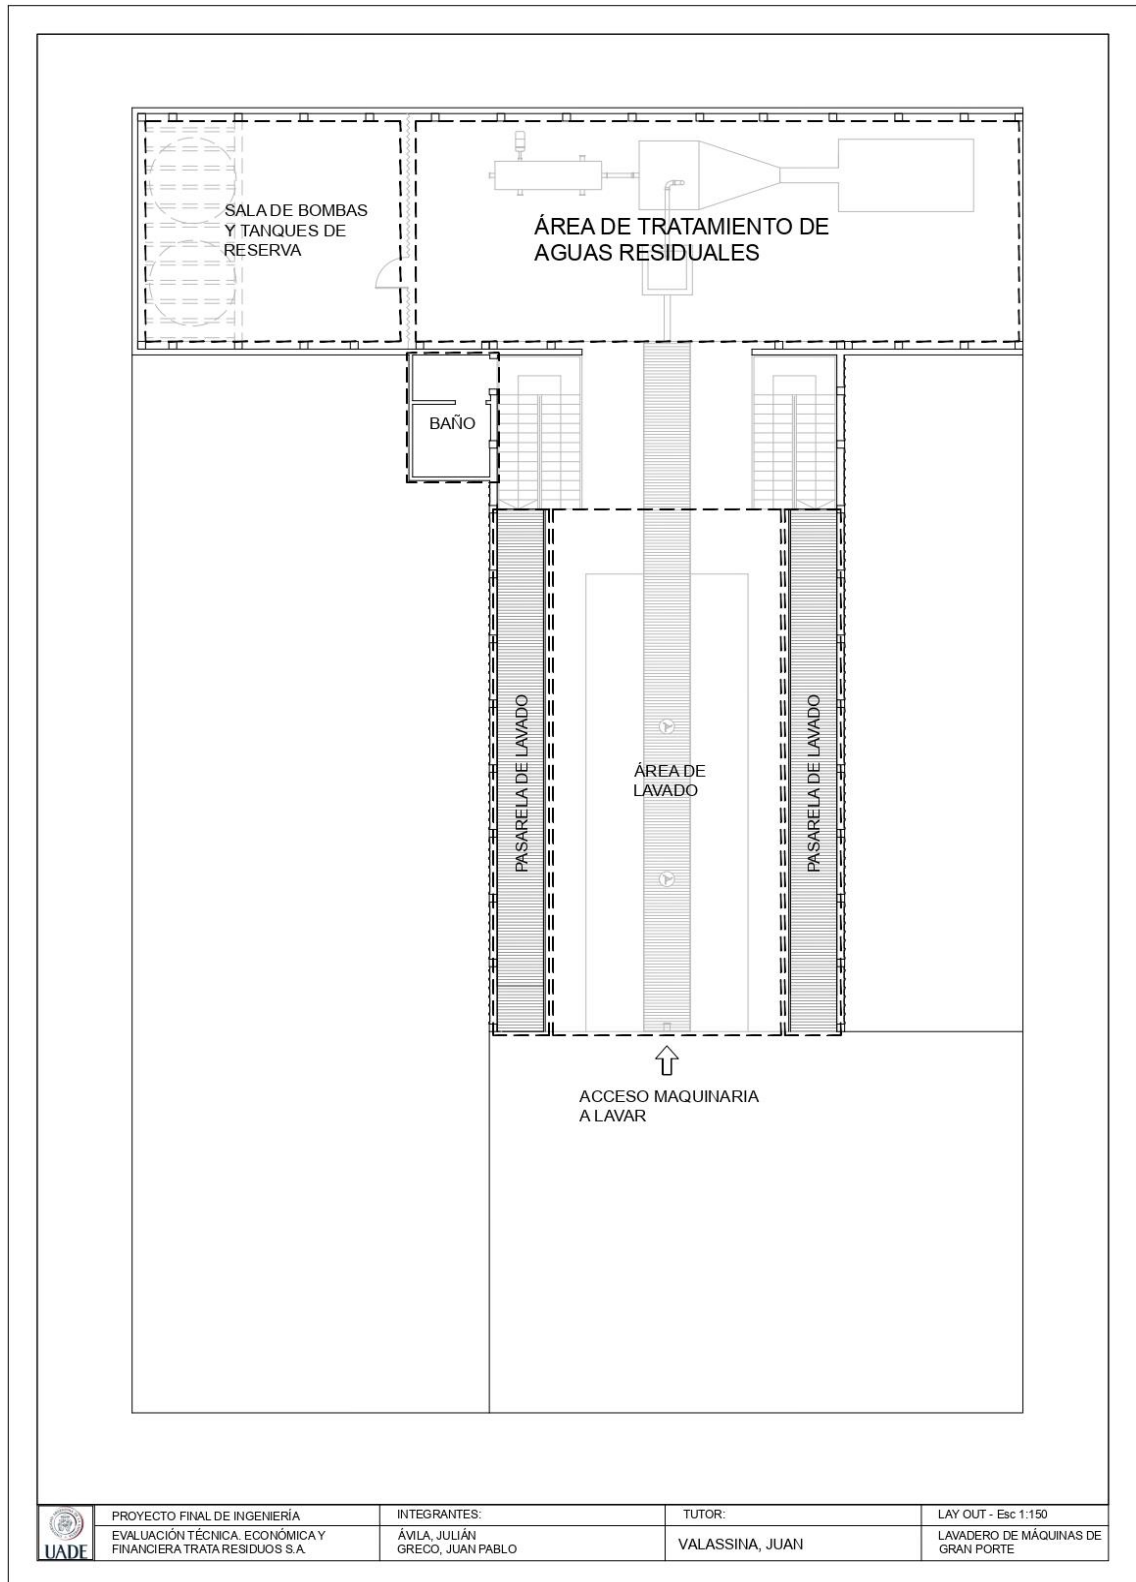 SALA DE BOMBAS
Y TANQUES DE
RESERVA
ÁREA DE TRATAMIENTO DE
AGUAS RESIDUALES
BAÑO
PASARELA DE LAVADO
ÁREA DE
LAVADO
PASARELA DE LAVADO
ACCESO MAQUINARIA
A LAVAR
UADE
PROYECTO FINAL DE INGENIERÍA
EVALUACIÓN TÉCNICA. ECONÓMICA Y
FINANCIERA TRATA RESIDUOS S.A.
INTEGRANTES:
ÁVILA, JULIÁN
GRECO, JUAN PABLO
TUTOR:
VALASSINA, JUAN
LAY OUT - Esc 1:150
LAVADERO DE MÁQUINAS DE
GRAN PORTE